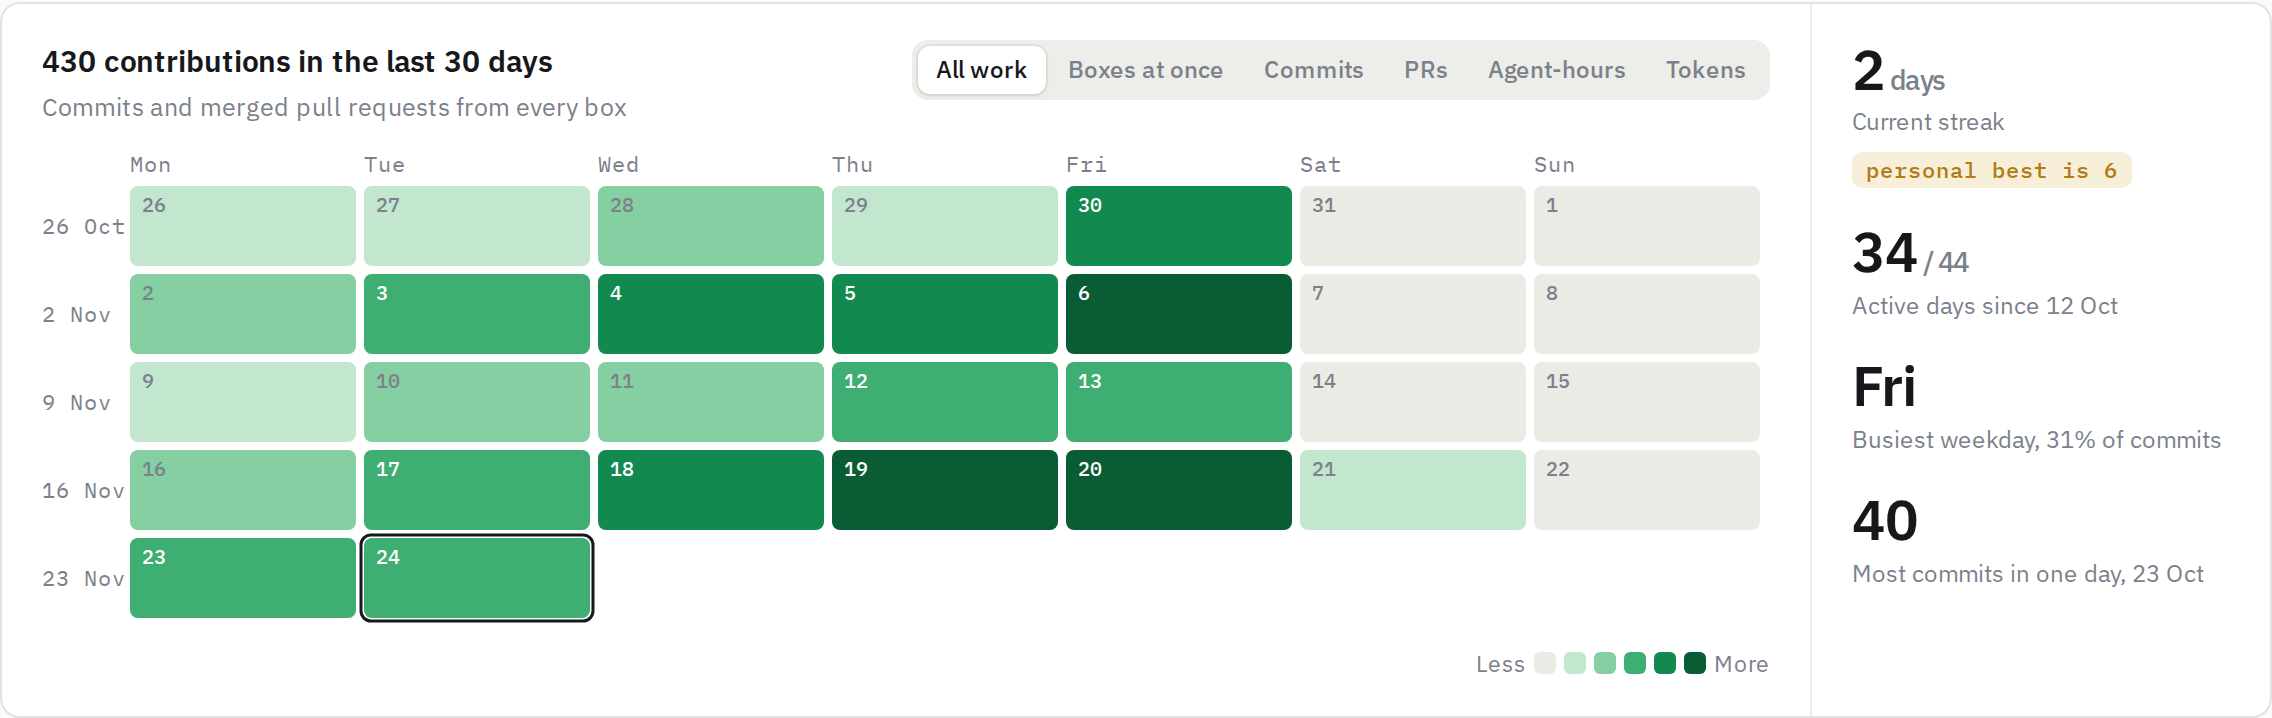 430 contributions in the last 30 days
Commits and merged pull requests from every box
All work Boxes at once Commits PRs Agent-hours Tokens
Mon Tue Wed Thu Fri Sat Sun
26 Oct 26 27 28 29 30 31 1
2 Nov 2 3 4 5 6 7 8
9 Nov 9 10 11 12 13 14 15
16 Nov 16 17 18 19 20 21 22
23 Nov 23 24
Less More
2 days
Current streak
personal best is 6
34 / 44
Active days since 12 Oct
Fri
Busiest weekday, 31% of commits
40
Most commits in one day, 23 Oct